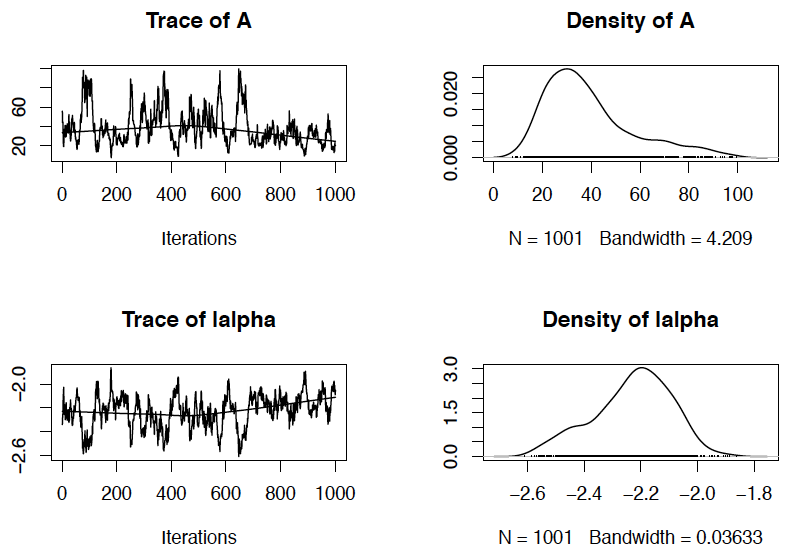 Trace of A
60
20
0 200 400 600 800 1000
Iterations
Density of A
0.020
0.000
0 20 40 60 80 100
N = 1001 Bandwidth = 4.209
Trace of lalpha
−2.0
−2.6
0 200 400 600 800 1000
Iterations
Density of lalpha
3.0
1.5
0.0
−2.6 −2.4 −2.2 −2.0 −1.8
N = 1001 Bandwidth = 0.03633